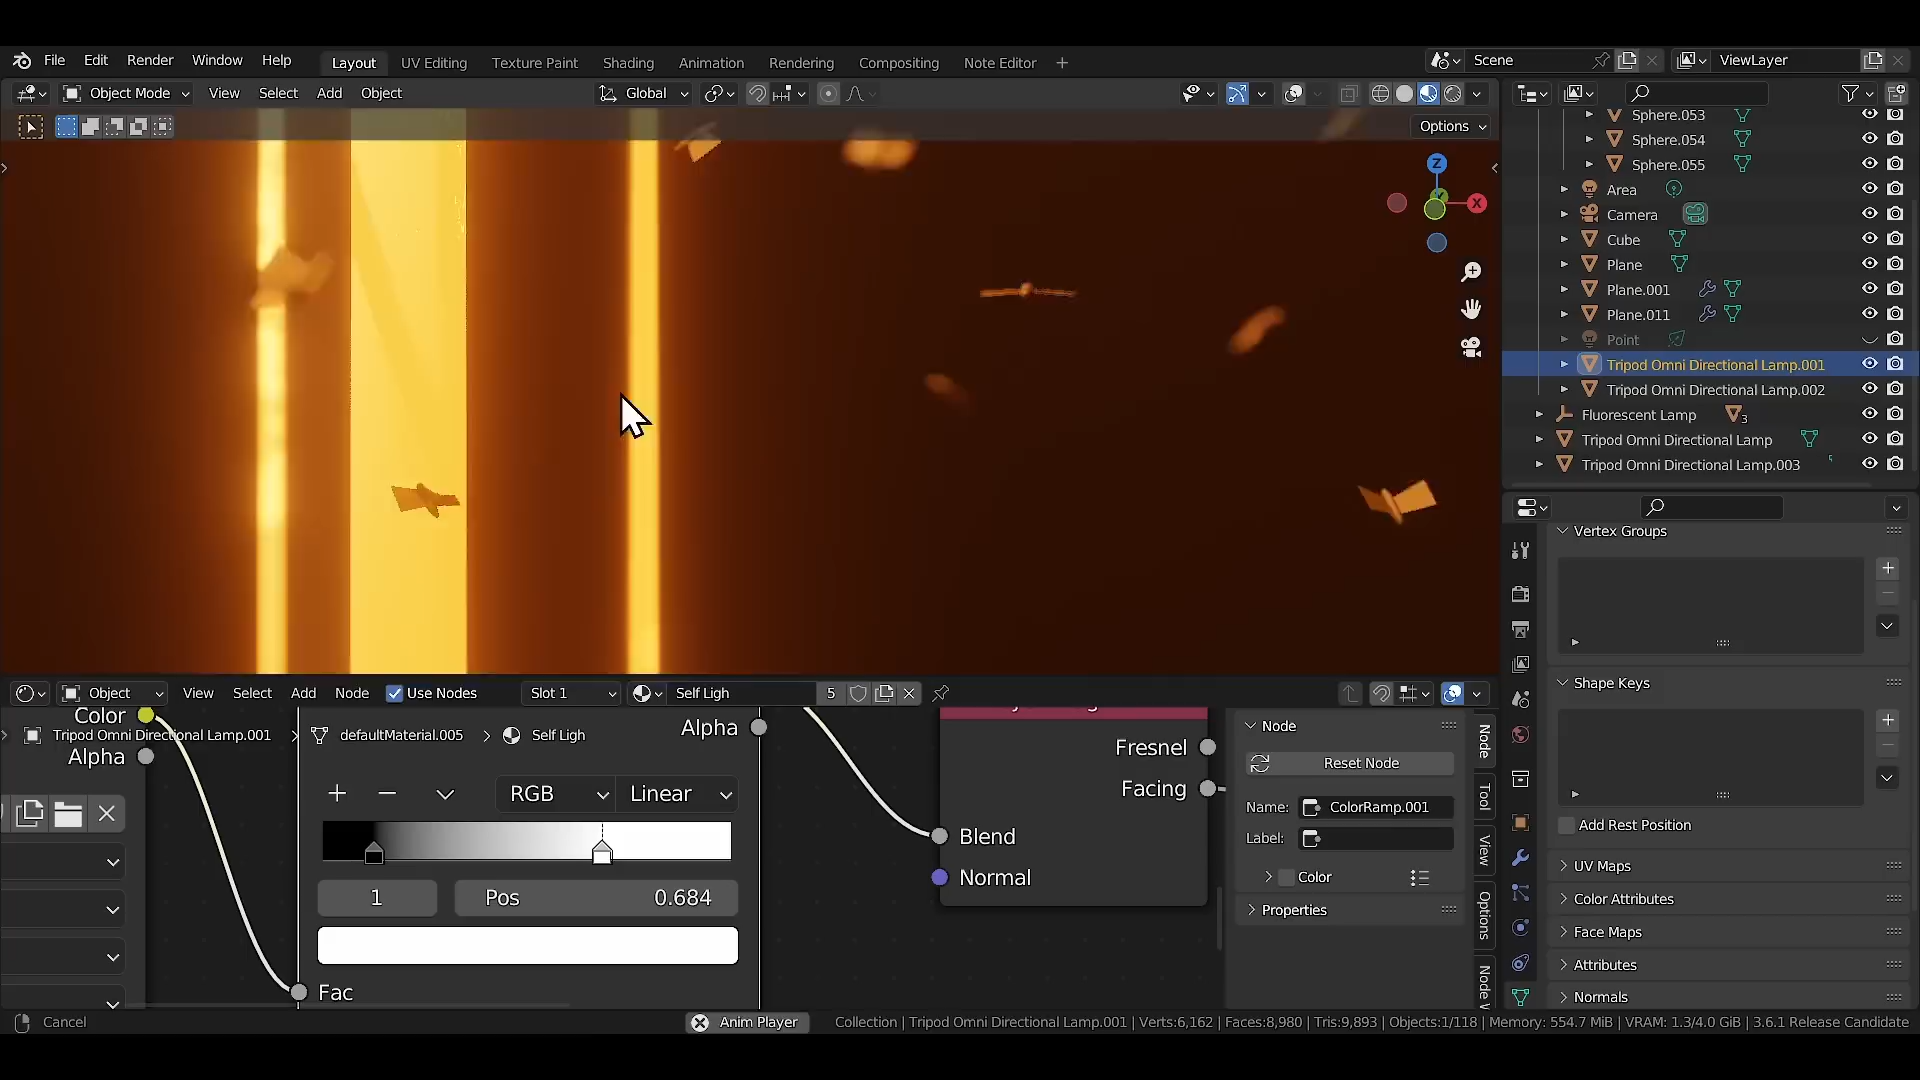 File Edit Render Window Help Layout UV Editing Texture Paint Shading Animation Rendering Compositing Note Editor + Scene ViewLayer
Object Mode View Select Add Object Global
Options
Z
X
Sphere.053
Sphere.054
Sphere.055
Area
Camera
Cube
Plane
Plane.001
Plane.011
Point
Tripod Omni Directional Lamp.001
Tripod Omni Directional Lamp.002
Fluorescent Lamp 3
Tripod Omni Directional Lamp
Tripod Omni Directional Lamp.003
Vertex Groups
Shape Keys
Add Rest Position
UV Maps
Color Attributes
Face Maps
Attributes
Normals
Object View Select Add Node Use Nodes Slot 1 Self Ligh 5
Color
Tripod Omni Directional Lamp.001 > defaultMaterial.005 > Self Ligh
Alpha
Alpha
RGB Linear
1 Pos 0.684
Fac
Fresnel
Facing
Blend
Normal
Node
Reset Node
Name: ColorRamp.001
Label:
Color
Properties
Node
Tool
View
Options
Cancel Anim Player Collection | Tripod Omni Directional Lamp.001 | Verts:6,162 | Faces:8,980 | Tris:9,893 | Objects:1/118 | Memory: 554.7 MiB | VRAM: 1.3/4.0 GiB | 3.6.1 Release Candidate